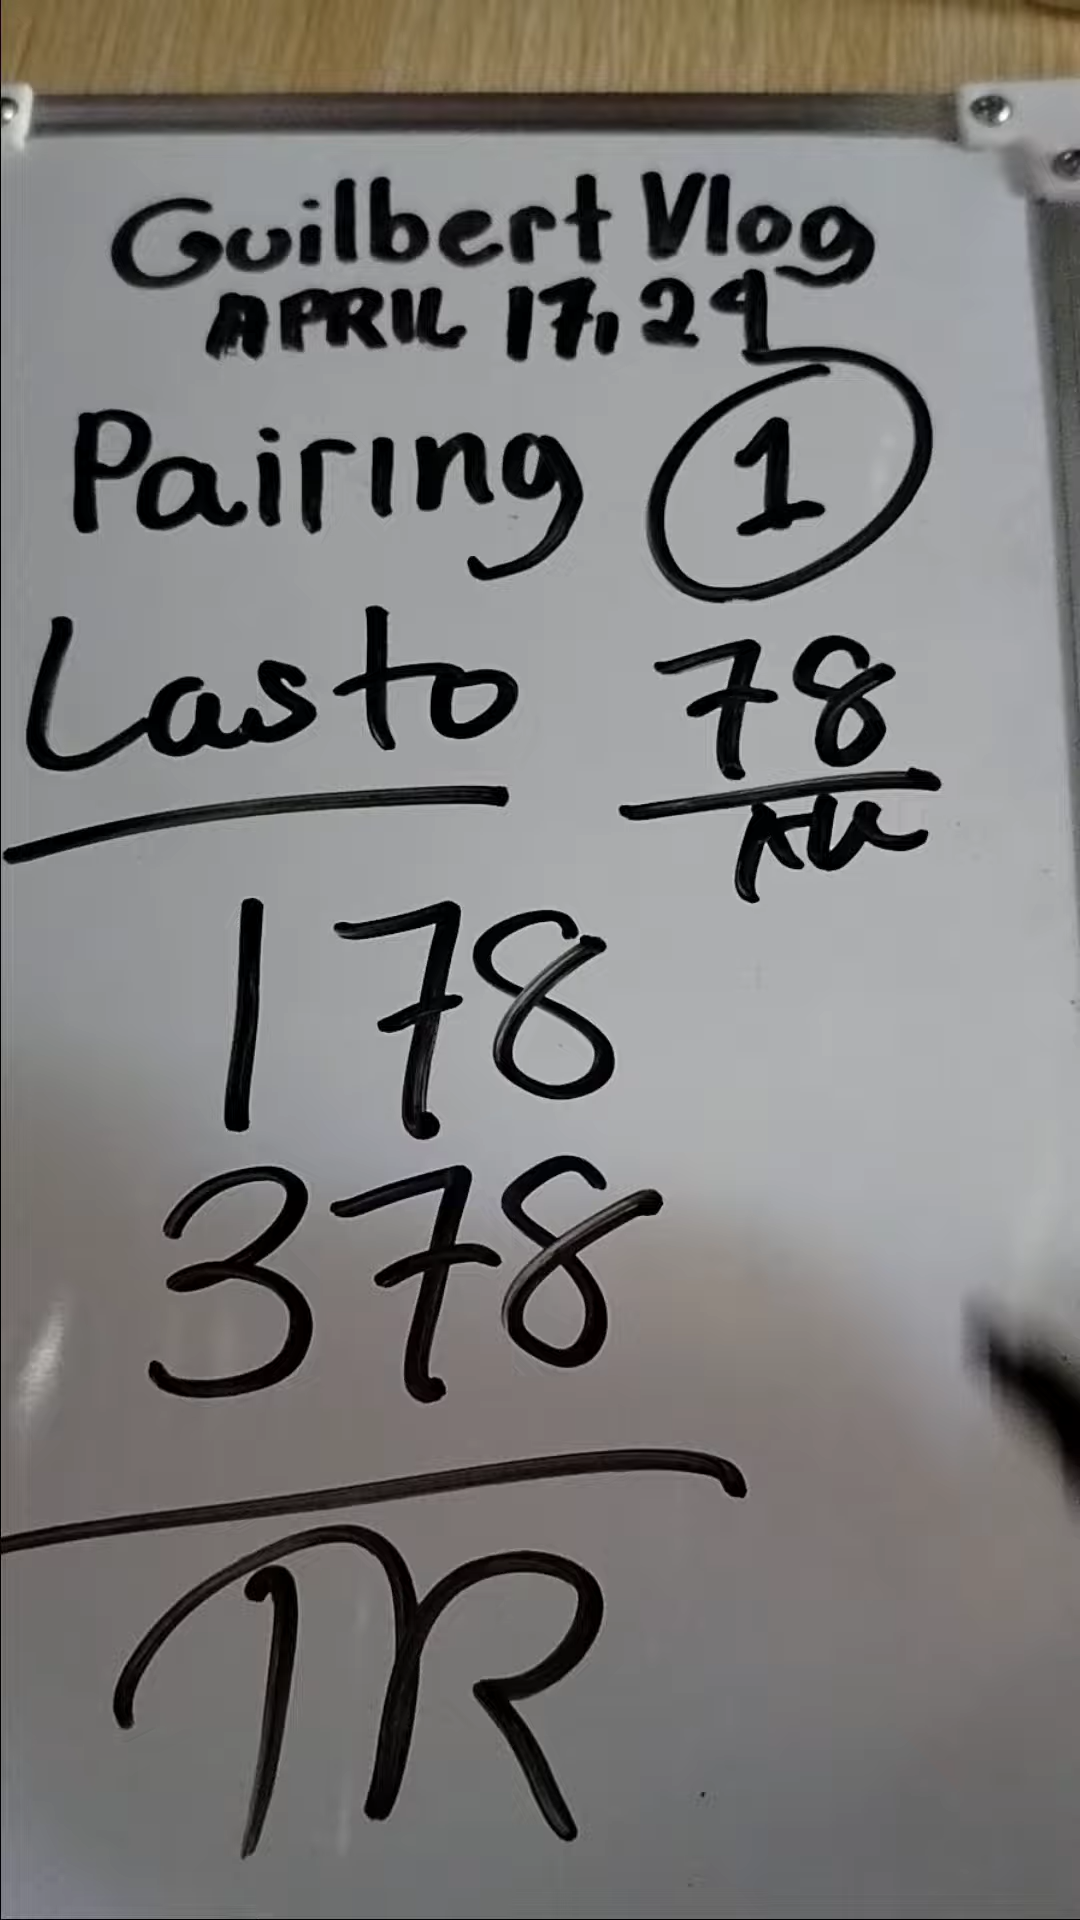 Guilbert Vlog
APRIL 17, 24
Pairing 1
Lasto 78
178
378
TR